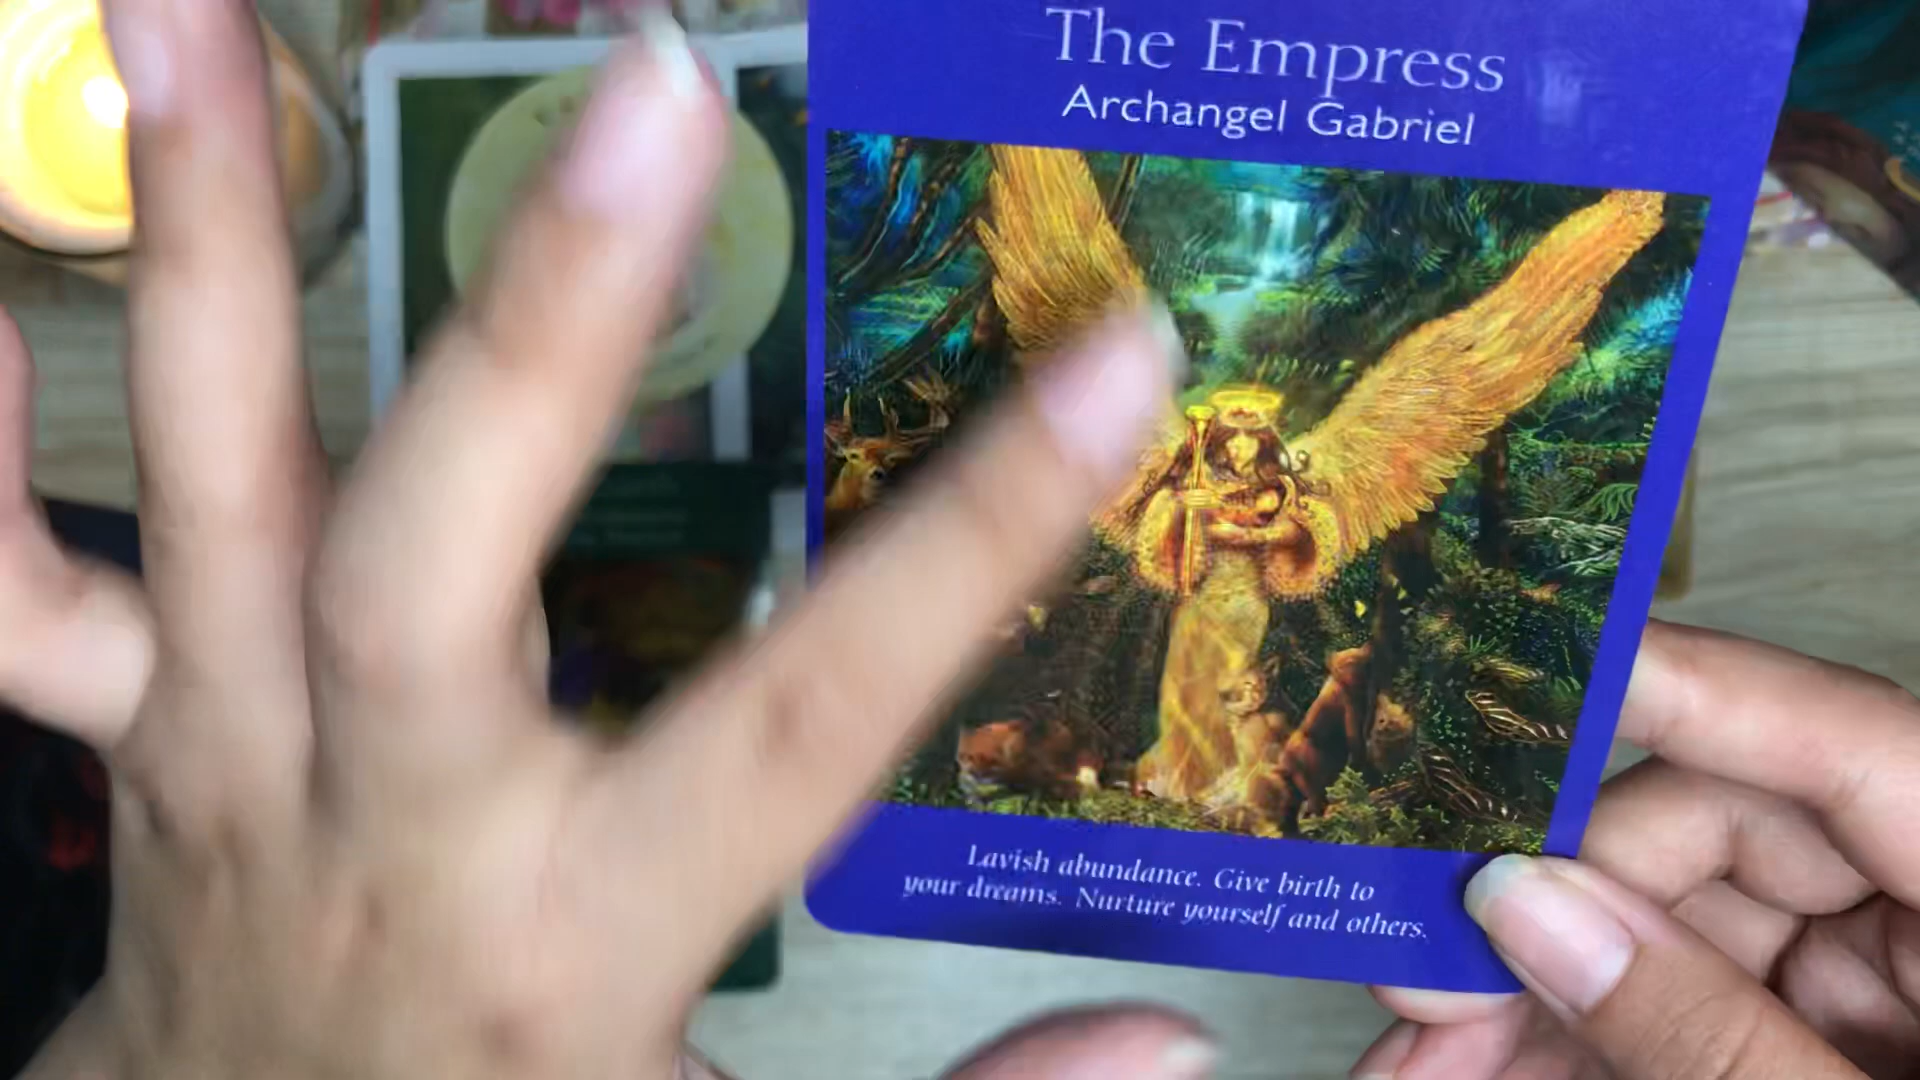 The Empress
Archangel Gabriel
Lavish abundance. Give birth to
your dreams. Nurture yourself and others.